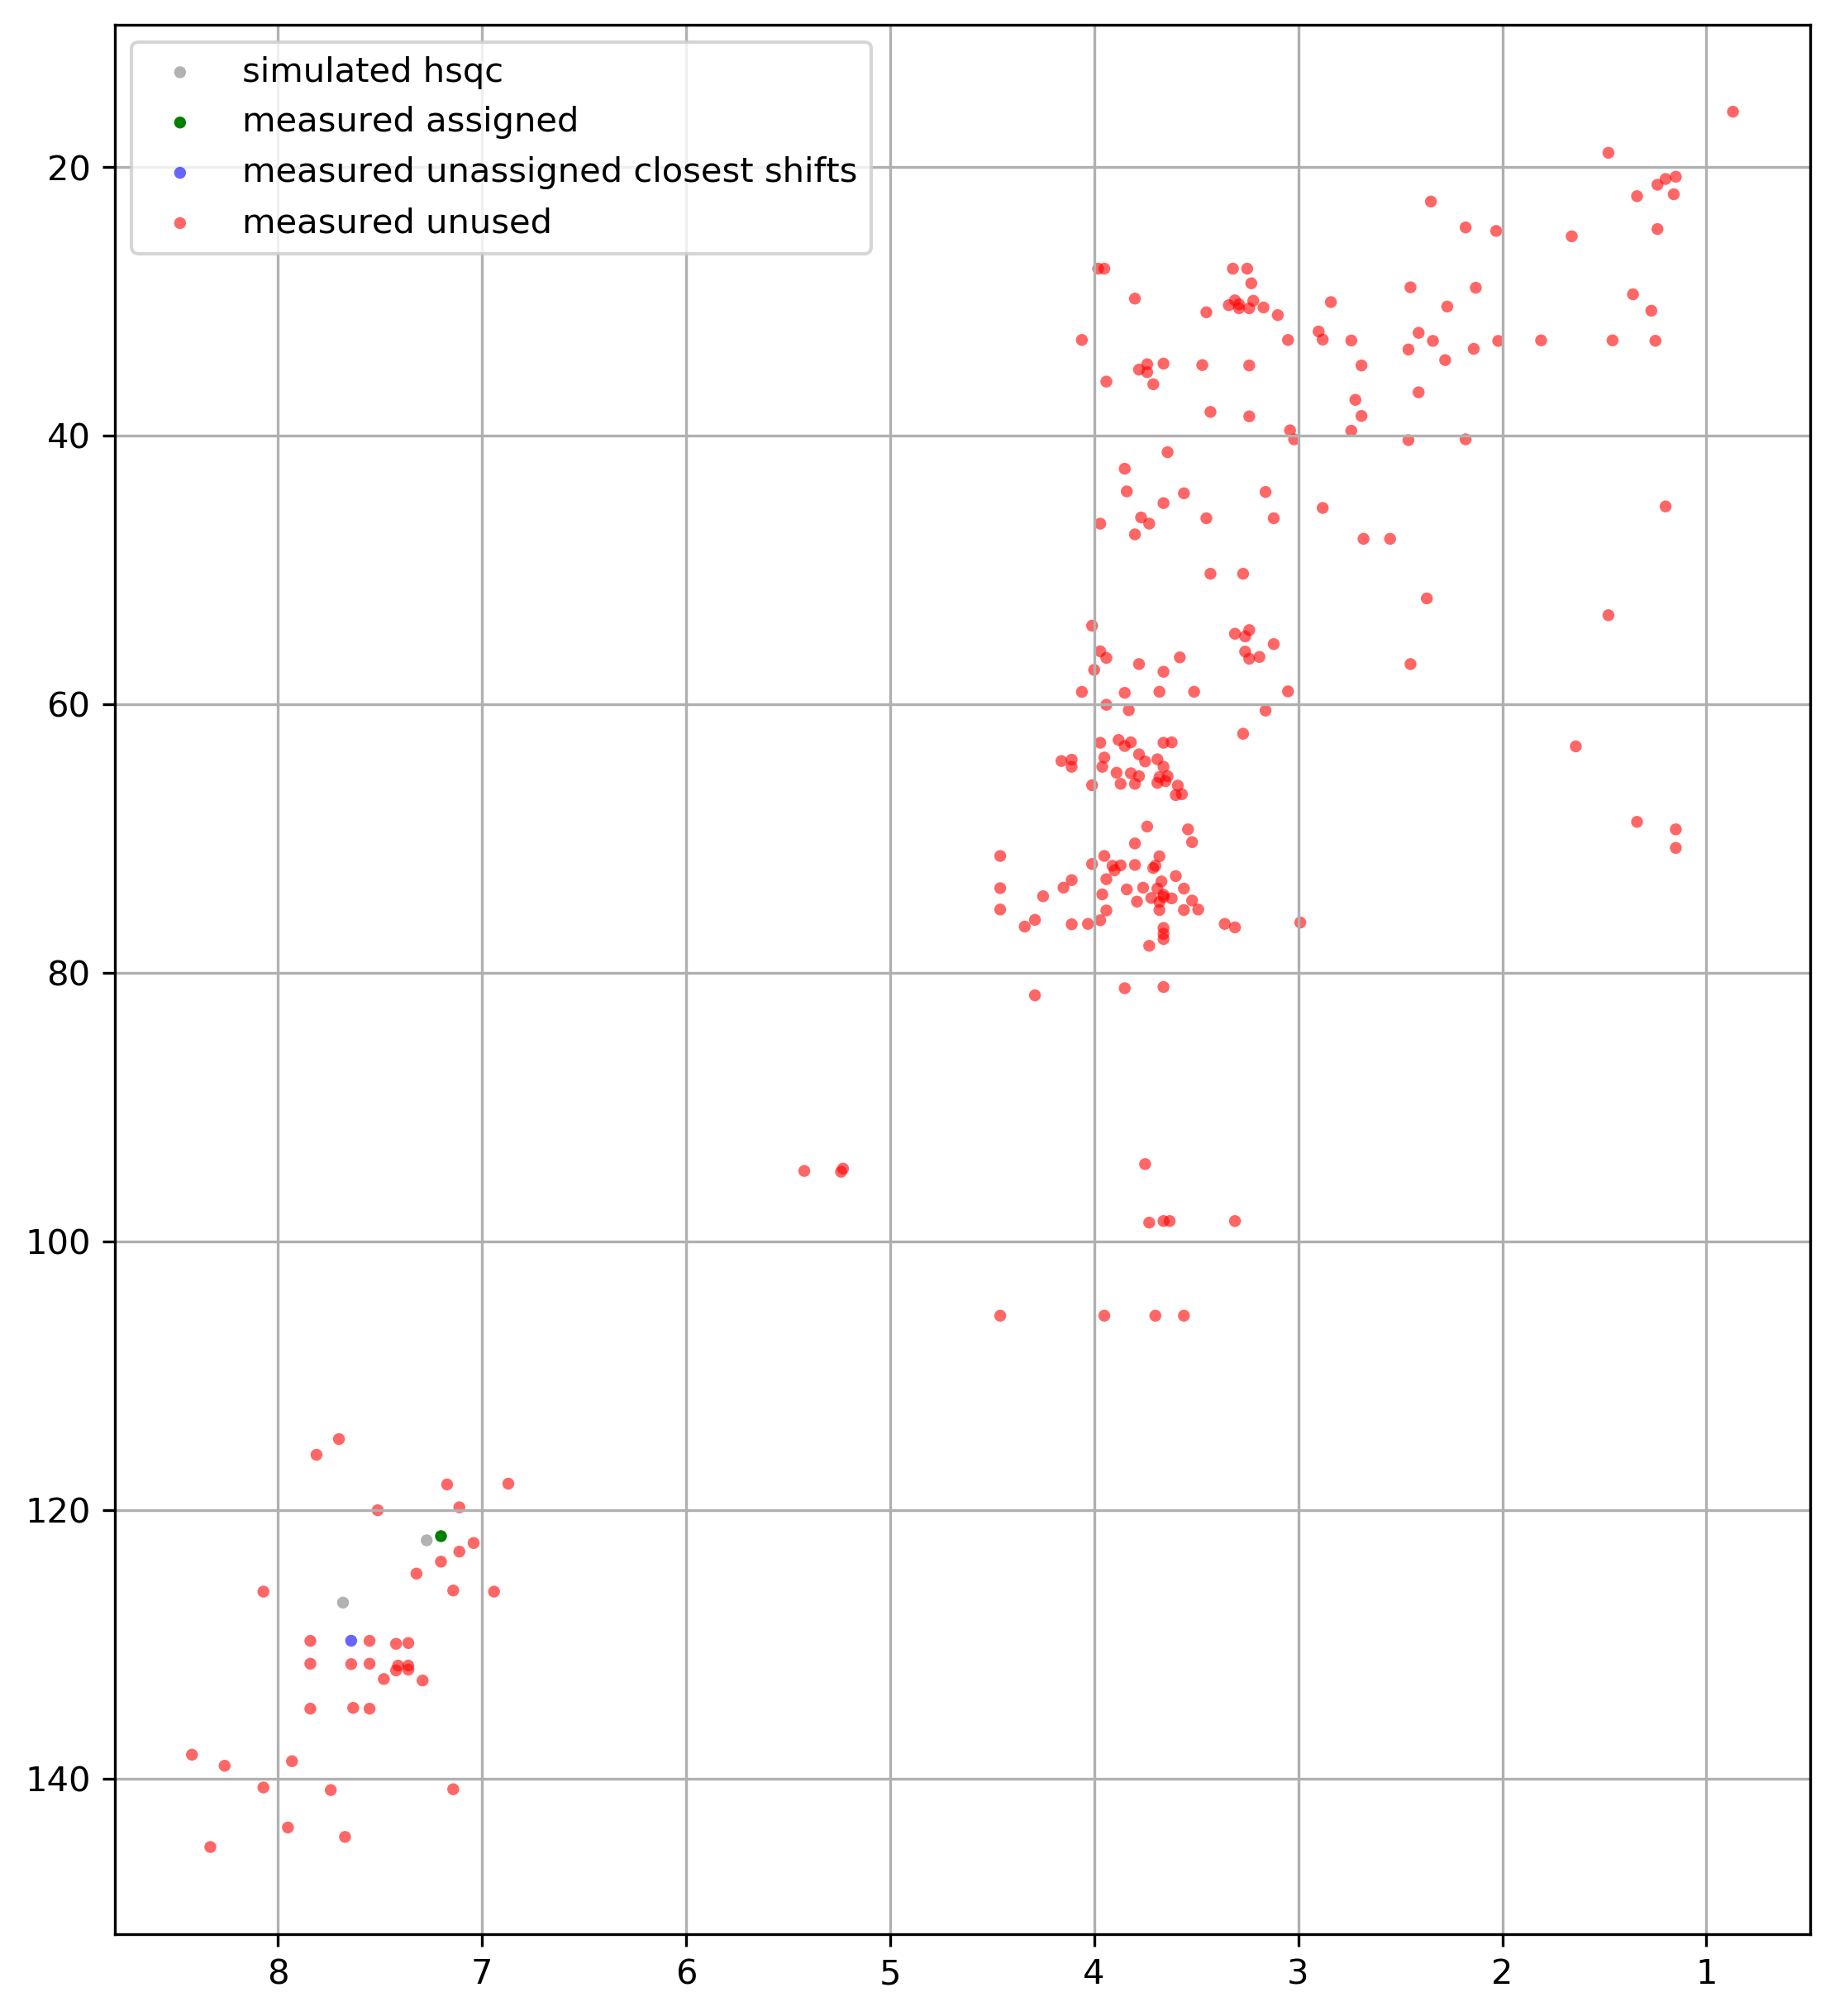 simulated hsqc
measured assigned
measured unassigned closest shifts
measured unused
20
40
60
80
100
120
140
8 7 6 5 4 3 2 1